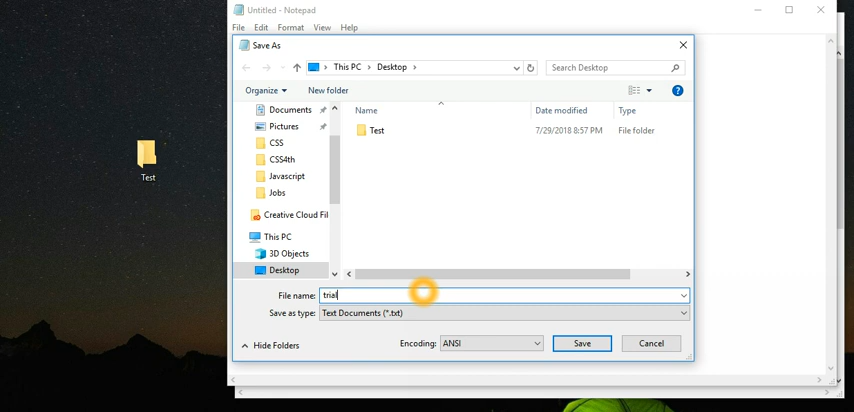 Untitled - Notepad
File Edit Format View Help
Save As
This PC > Desktop >
Search Desktop
Organize
New folder
Name
Date modified
Type
Documents
Pictures
CSS
CSS4th
Javascript
Jobs
Creative Cloud Fil
This PC
3D Objects
Desktop
Test 7/29/2018 8:57 PM File folder
Test
File name: trial
Save as type: Text Documents (*.txt)
Hide Folders
Encoding: ANSI
Save
Cancel